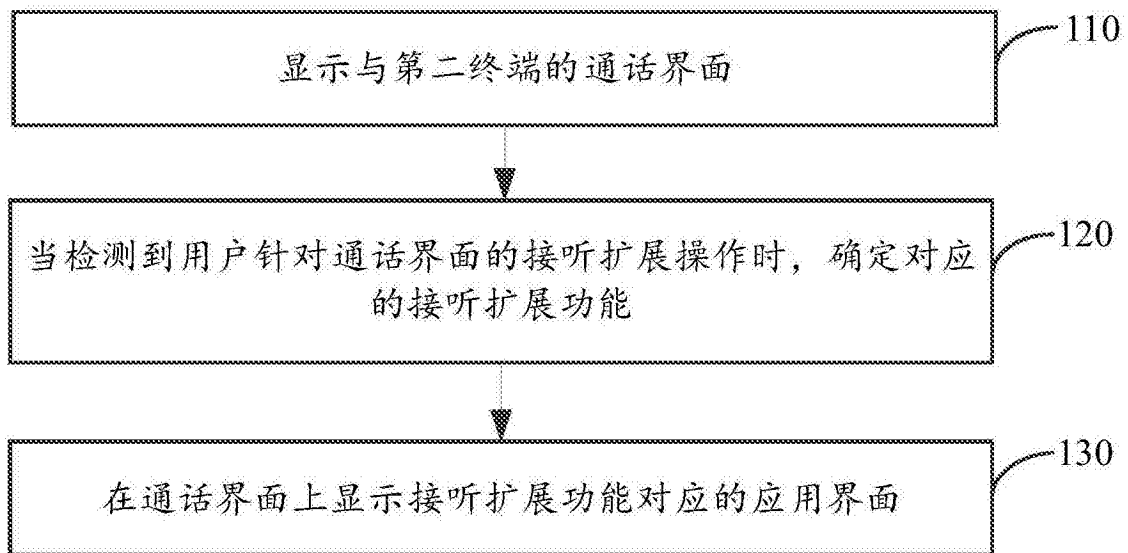 显示与第二终端的通话界面
110
当检测到用户针对通话界面的接听扩展操作时，确定对应
的接听扩展功能
120
在通话界面上显示接听扩展功能对应的应用界面
130